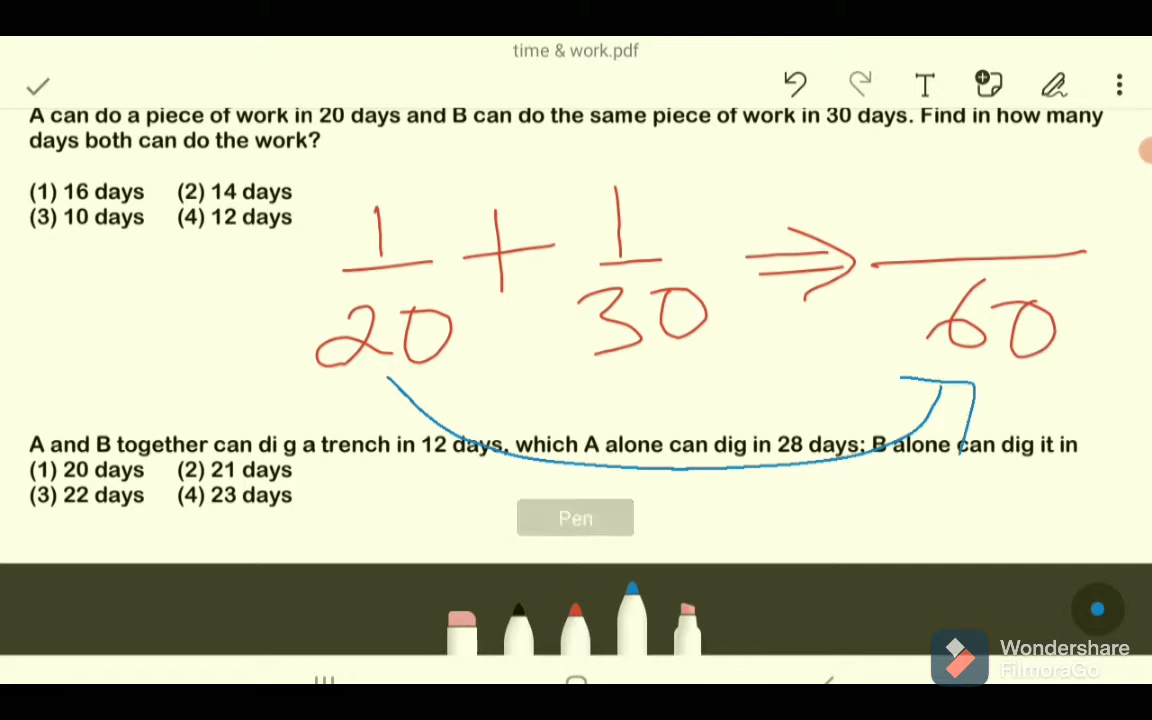 time & work.pdf
T
A can do a piece of work in 20 days and B can do the same piece of work in 30 days. Find in how many
days both can do the work?
(1) 16 days (2) 14 days
(3) 10 days (4) 12 days
1/20 + 1/30 ⇒ /60
A and B together can di g a trench in 12 days, which A alone can dig in 28 days; B alone can dig it in
(1) 20 days (2) 21 days
(3) 22 days (4) 23 days
Pen
Wondershare
FilmoraGo